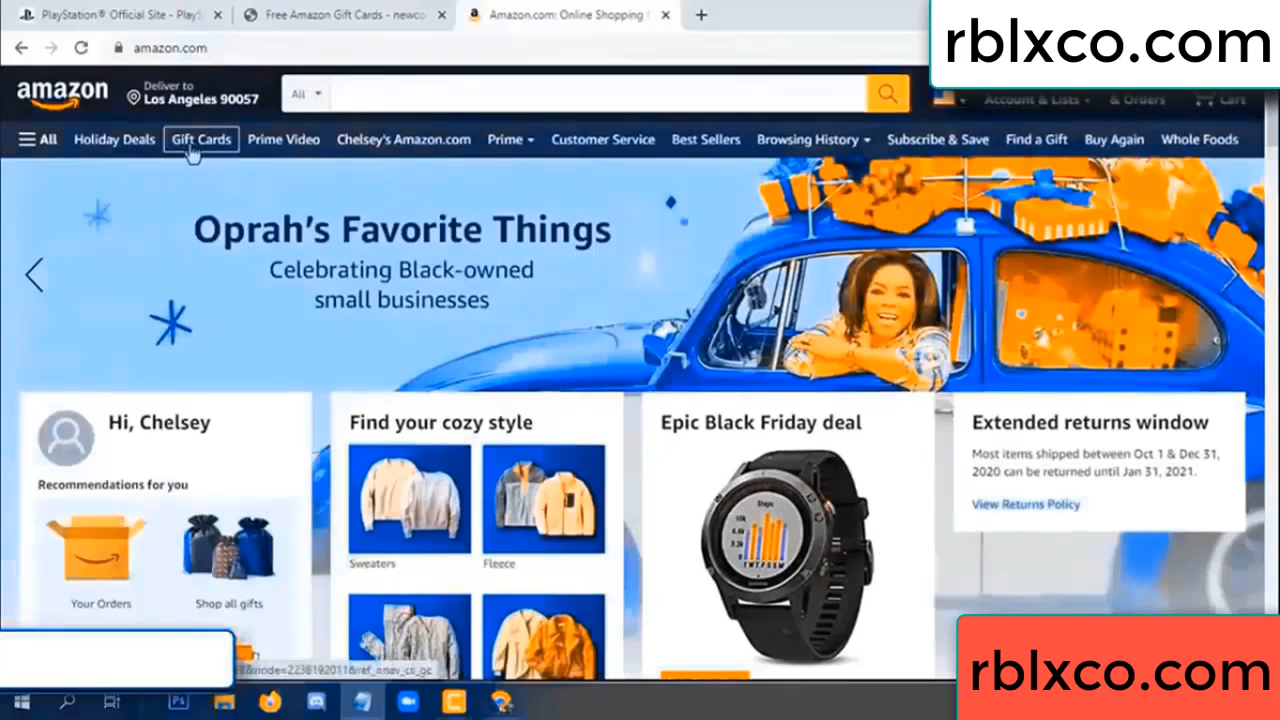 PlayStation® Official Site - PlayS
Free Amazon Gift Cards - newco
Amazon.com: Online Shopping
amazon.com
rblxco.com
amazon
Deliver to
Los Angeles 90057
All
Account & Lists
& Orders
Cart
All
Holiday Deals
Gift Cards
Prime Video
Chelsey's Amazon.com
Prime
Customer Service
Best Sellers
Browsing History
Subscribe & Save
Find a Gift
Buy Again
Whole Foods
Oprah's Favorite Things
Celebrating Black-owned
small businesses
Hi, Chelsey
Recommendations for you
Your Orders
Shop all gifts
Find your cozy style
Sweaters
Fleece
Epic Black Friday deal
Steps
Extended returns window
Most items shipped between Oct 1 & Dec 31,
2020 can be returned until Jan 31, 2021.
View Returns Policy
Ps
rblxco.com